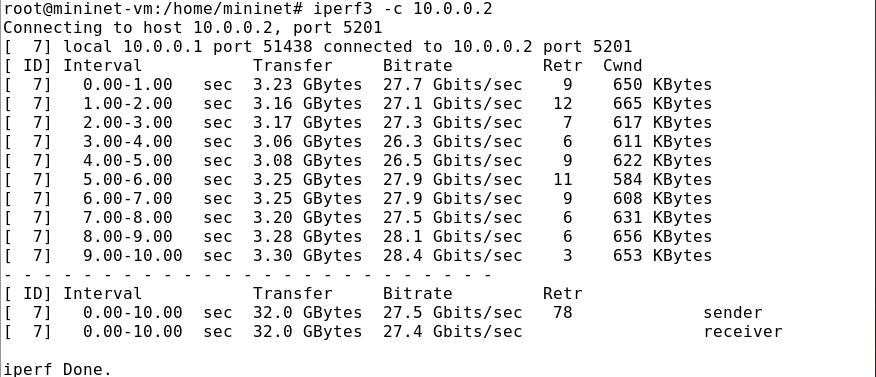 root@mininet-vm:/home/mininet# iperf3 -c 10.0.0.2
Connecting to host 10.0.0.2, port 5201
[  7] local 10.0.0.1 port 51438 connected to 10.0.0.2 port 5201
[ ID] Interval           Transfer     Bitrate         Retr  Cwnd
[  7]   0.00-1.00   sec  3.23 GBytes  27.7 Gbits/sec    9    650 KBytes
[  7]   1.00-2.00   sec  3.16 GBytes  27.1 Gbits/sec   12    665 KBytes
[  7]   2.00-3.00   sec  3.17 GBytes  27.3 Gbits/sec    7    617 KBytes
[  7]   3.00-4.00   sec  3.06 GBytes  26.3 Gbits/sec    6    611 KBytes
[  7]   4.00-5.00   sec  3.08 GBytes  26.5 Gbits/sec    9    622 KBytes
[  7]   5.00-6.00   sec  3.25 GBytes  27.9 Gbits/sec   11    584 KBytes
[  7]   6.00-7.00   sec  3.25 GBytes  27.9 Gbits/sec    9    608 KBytes
[  7]   7.00-8.00   sec  3.20 GBytes  27.5 Gbits/sec    6    631 KBytes
[  7]   8.00-9.00   sec  3.28 GBytes  28.1 Gbits/sec    6    656 KBytes
[  7]   9.00-10.00  sec  3.30 GBytes  28.4 Gbits/sec    3    653 KBytes
- - - - - - - - - - - - - - - - - - - - - - - - -
[ ID] Interval           Transfer     Bitrate         Retr
[  7]   0.00-10.00  sec  32.0 GBytes  27.5 Gbits/sec   78             sender
[  7]   0.00-10.00  sec  32.0 GBytes  27.4 Gbits/sec                  receiver
iperf Done.